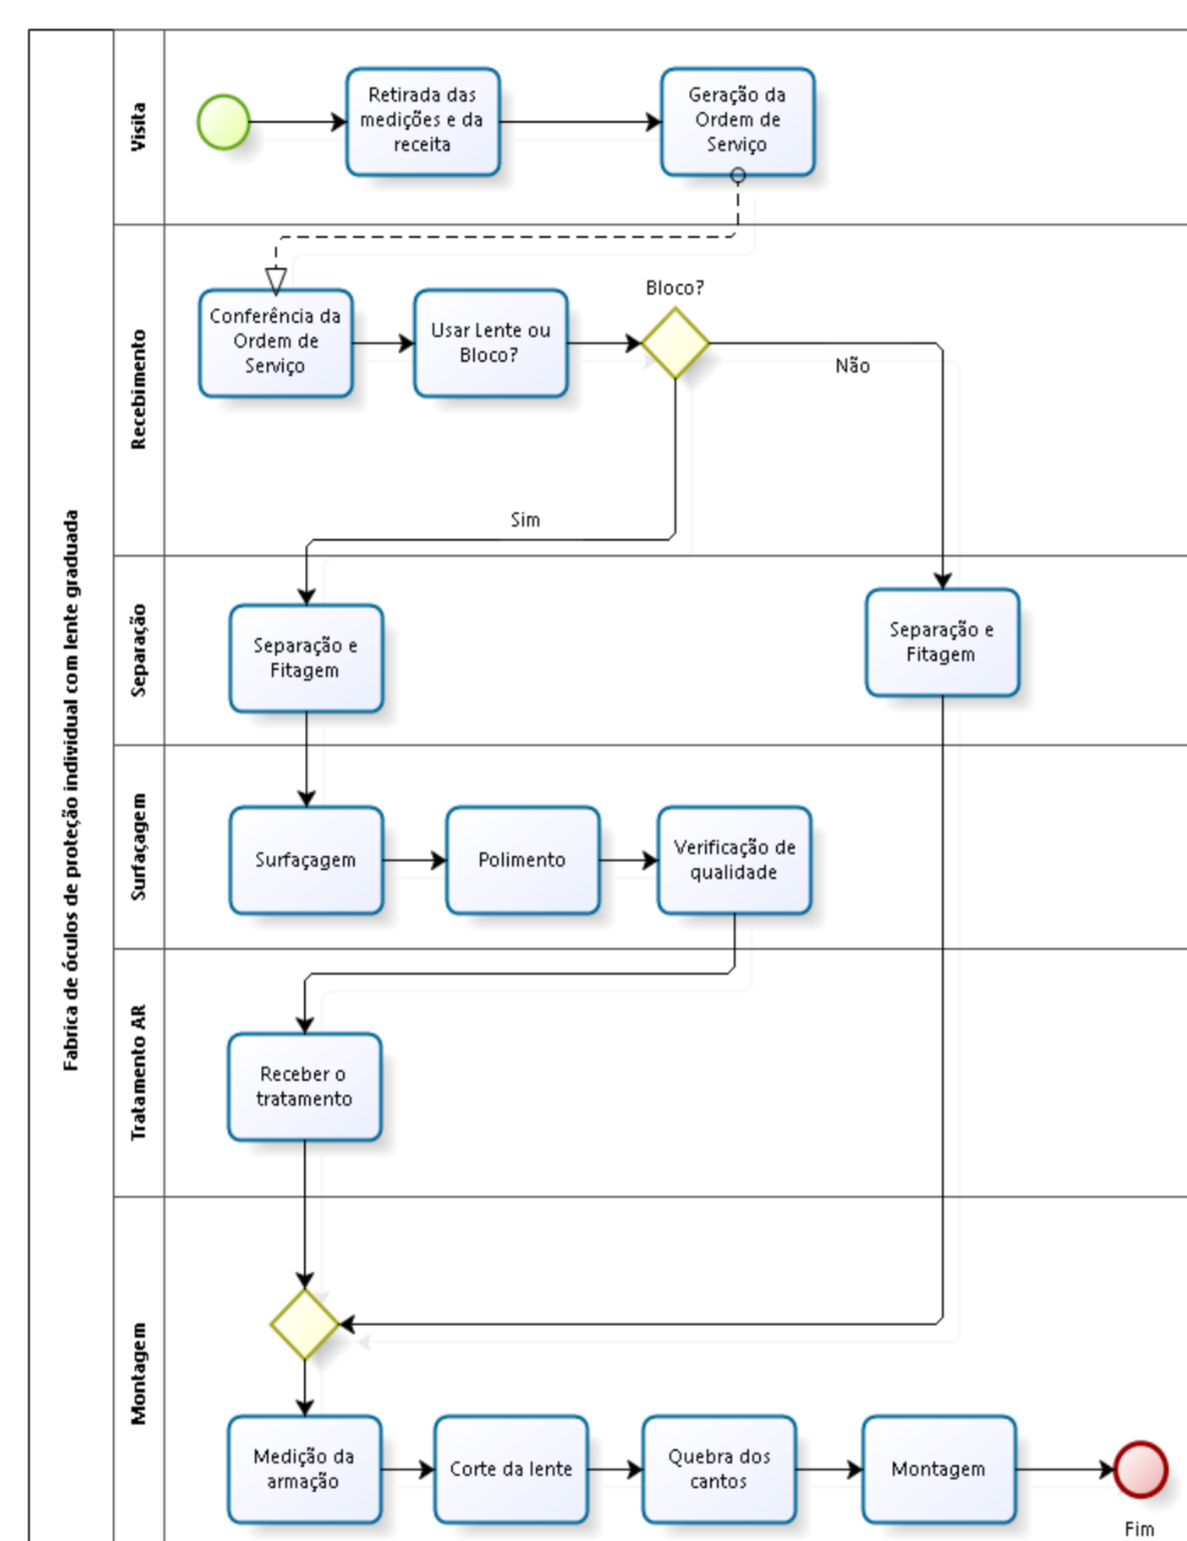 Fabrica de óculos de proteção individual com lente graduada
Visita
Retirada das
medições e da
receita
Geração da
Ordem de
Serviço
Recebimento
Conferência da
Ordem de
Serviço
Usar Lente ou
Bloco?
Bloco?
Não
Sim
Separação
Separação e
Fitagem
Separação e
Fitagem
Surfaçagem
Surfaçagem
Polimento
Verificação de
qualidade
Tratamento AR
Receber o
tratamento
Montagem
Medição da
armação
Corte da lente
Quebra dos
cantos
Montagem
Fim